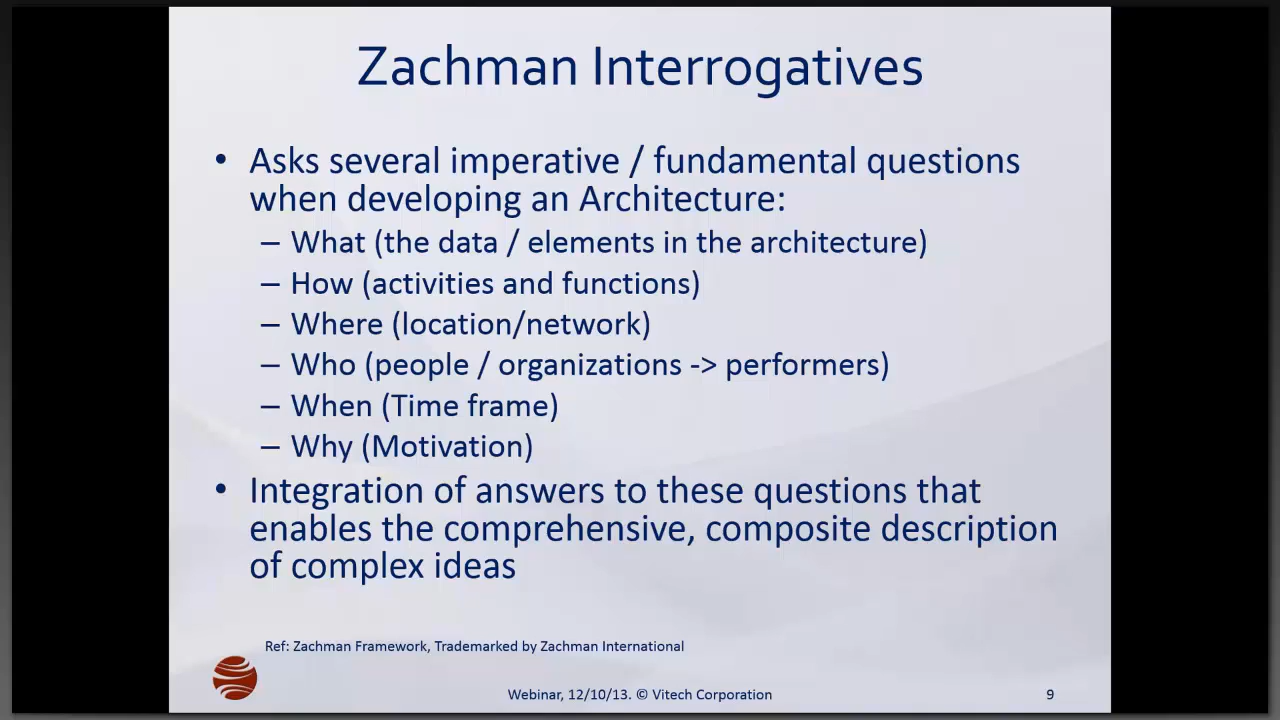 Zachman Interrogatives
• Asks several imperative / fundamental questions
when developing an Architecture:
– What (the data / elements in the architecture)
– How (activities and functions)
– Where (location/network)
– Who (people / organizations -> performers)
– When (Time frame)
– Why (Motivation)
• Integration of answers to these questions that
enables the comprehensive, composite description
of complex ideas
Ref: Zachman Framework, Trademarked by Zachman International
Webinar, 12/10/13. © Vitech Corporation
9